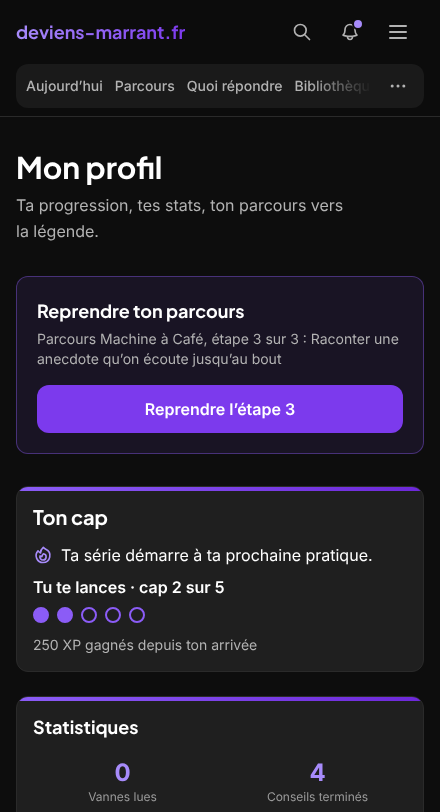 deviens-marrant.fr
Aujourd’hui Parcours Quoi répondre Bibliothèqu
Mon profil
Ta progression, tes stats, ton parcours vers
la légende.
Reprendre ton parcours
Parcours Machine à Café, étape 3 sur 3 : Raconter une
anecdote qu’on écoute jusqu’au bout
Reprendre l’étape 3
Ton cap
Ta série démarre à ta prochaine pratique.
Tu te lances · cap 2 sur 5
250 XP gagnés depuis ton arrivée
Statistiques
0 4
Vannes lues Conseils terminés